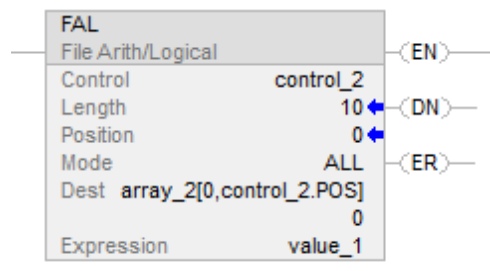 FAL
File Arith/Logical
(EN)
Control control_2
Length 10
(DN)
Position 0
Mode ALL
(ER)
Dest array_2[0,control_2.POS]
0
Expression value_1